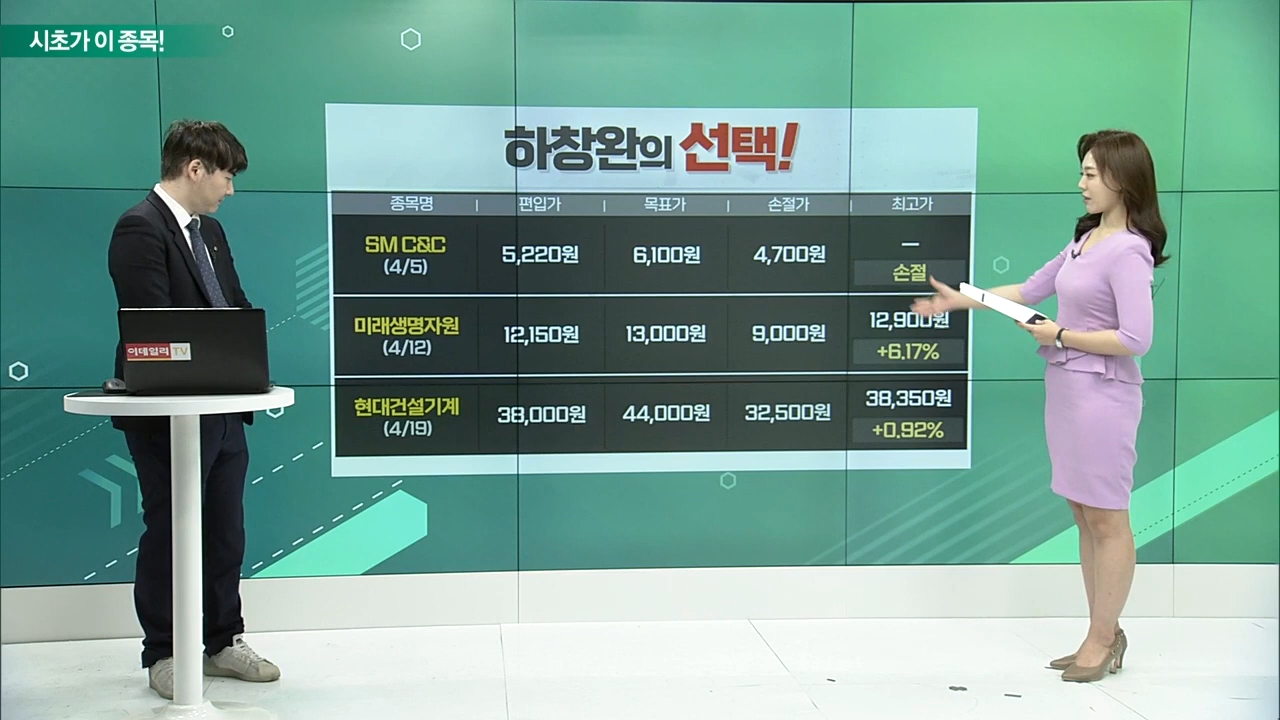 시초가 이 종목!
하창완의 선택!
종목명 | 편입가 | 목표가 | 손절가 | 최고가
SM C&C 5,220원 6,100원 4,700원 –
(4/5) 손절
미래생명자원 12,150원 13,000원 9,000원 12,900원
(4/12) +6.17%
현대건설기계 38,000원 44,000원 32,500원 38,350원
(4/19) +0.92%
이데일리 TV